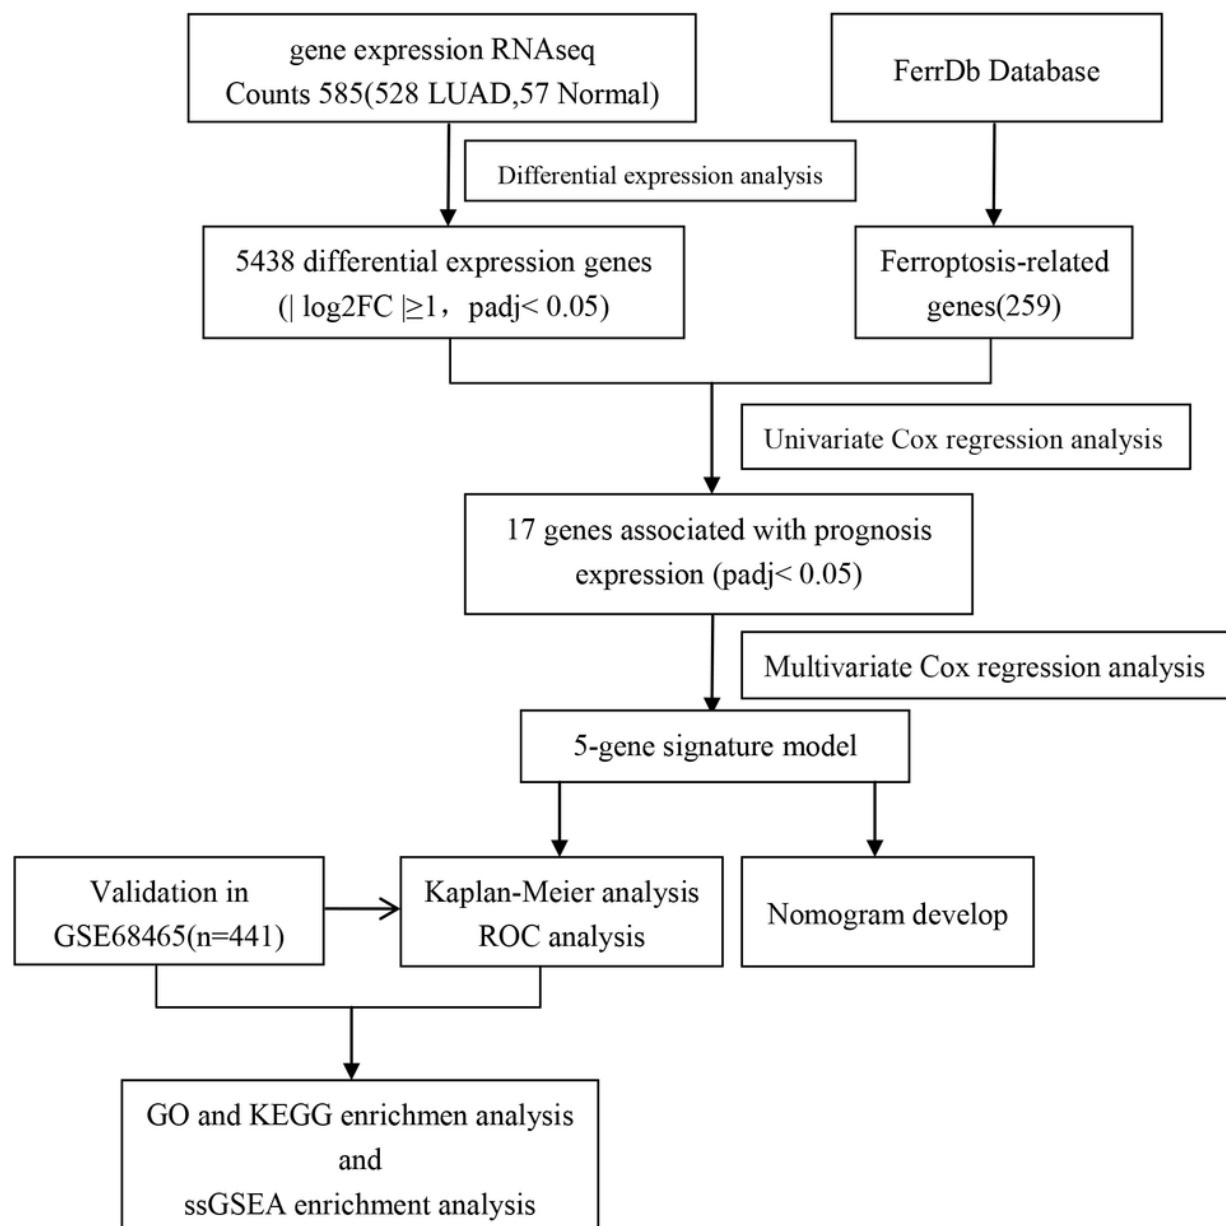 gene expression RNAseq
Counts 585(528 LUAD,57 Normal)
FerrDb Database
Differential expression analysis
5438 differential expression genes
(| log2FC |≥1，padj< 0.05)
Ferroptosis-related
genes(259)
Univariate Cox regression analysis
17 genes associated with prognosis
expression (padj< 0.05)
Multivariate Cox regression analysis
5-gene signature model
Validation in
GSE68465(n=441)
Kaplan-Meier analysis
ROC analysis
Nomogram develop
GO and KEGG enrichmen analysis
and
ssGSEA enrichment analysis